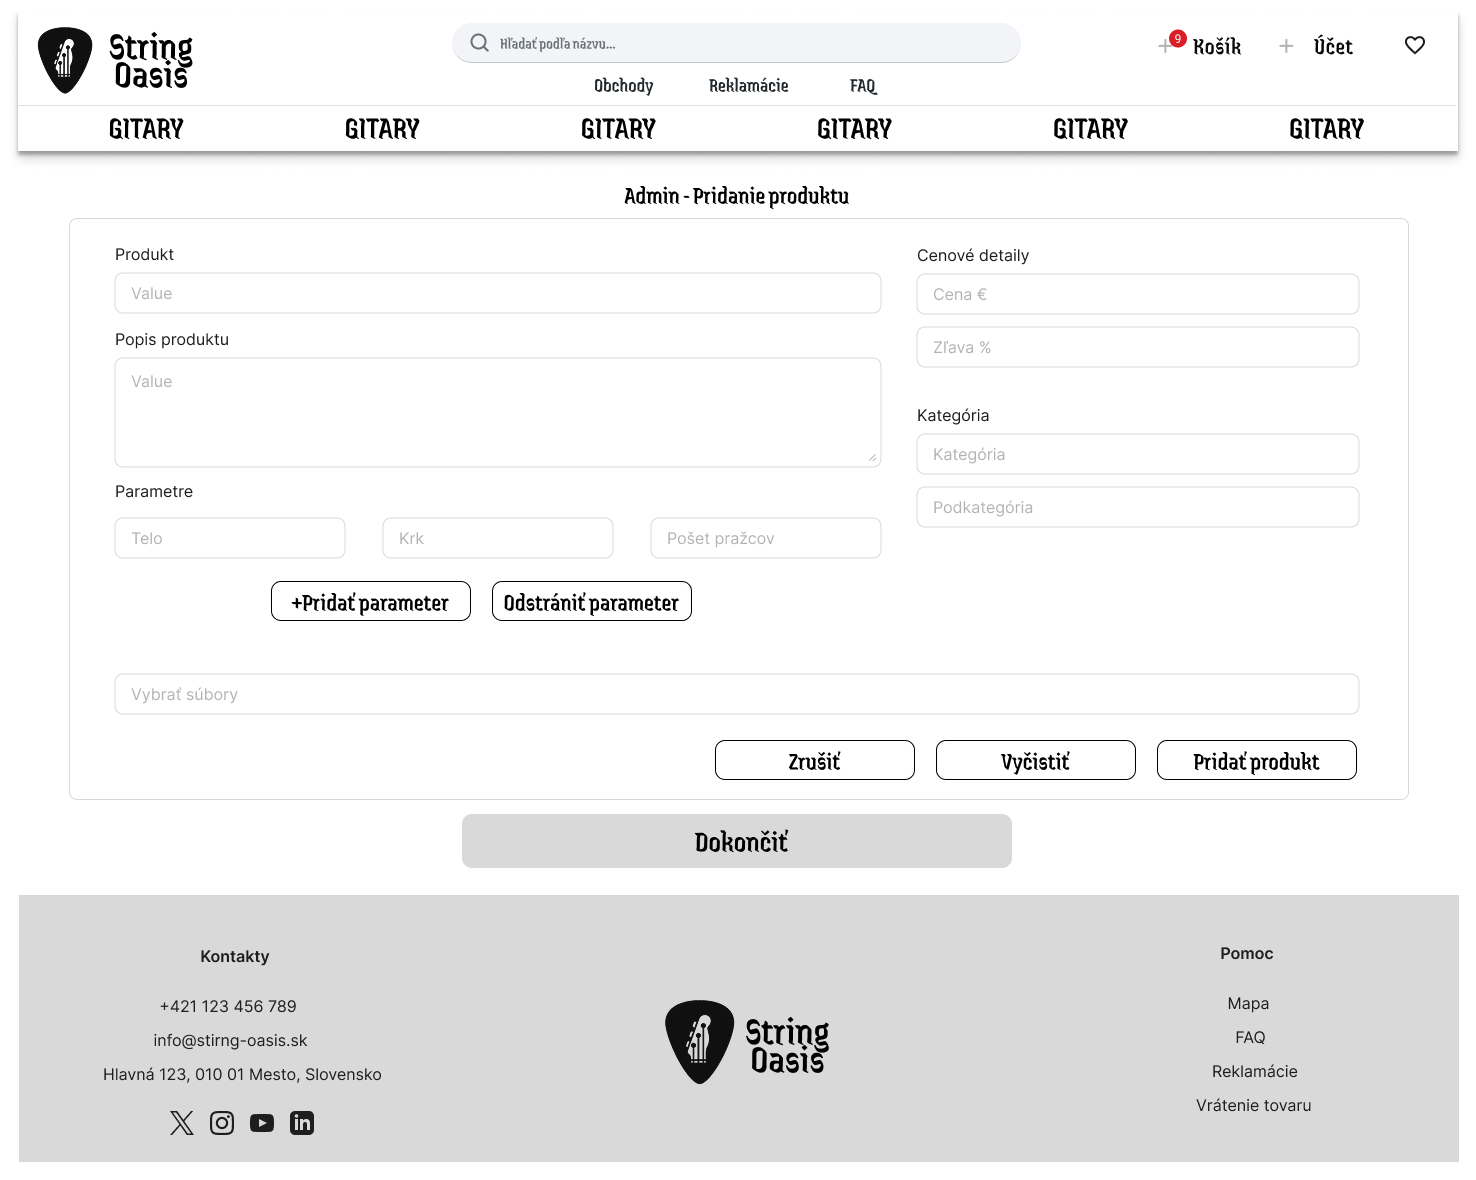 String
Oasis
Hľadať podľa názvu...
9
Košík
Účet
Obchody
Reklamácie
FAQ
GITARY
GITARY
GITARY
GITARY
GITARY
GITARY
Admin - Pridanie produktu
Produkt
Value
Popis produktu
Value
Parametre
Telo
Krk
Pošet pražcov
+Pridať parameter
Odstrániť parameter
Cenové detaily
Cena €
Zľava %
Kategória
Kategória
Podkategória
Vybrať súbory
Zrušiť
Vyčistiť
Pridať produkt
Dokončiť
Kontakty
+421 123 456 789
info@stirng-oasis.sk
Hlavná 123, 010 01 Mesto, Slovensko
String
Oasis
Pomoc
Mapa
FAQ
Reklamácie
Vrátenie tovaru